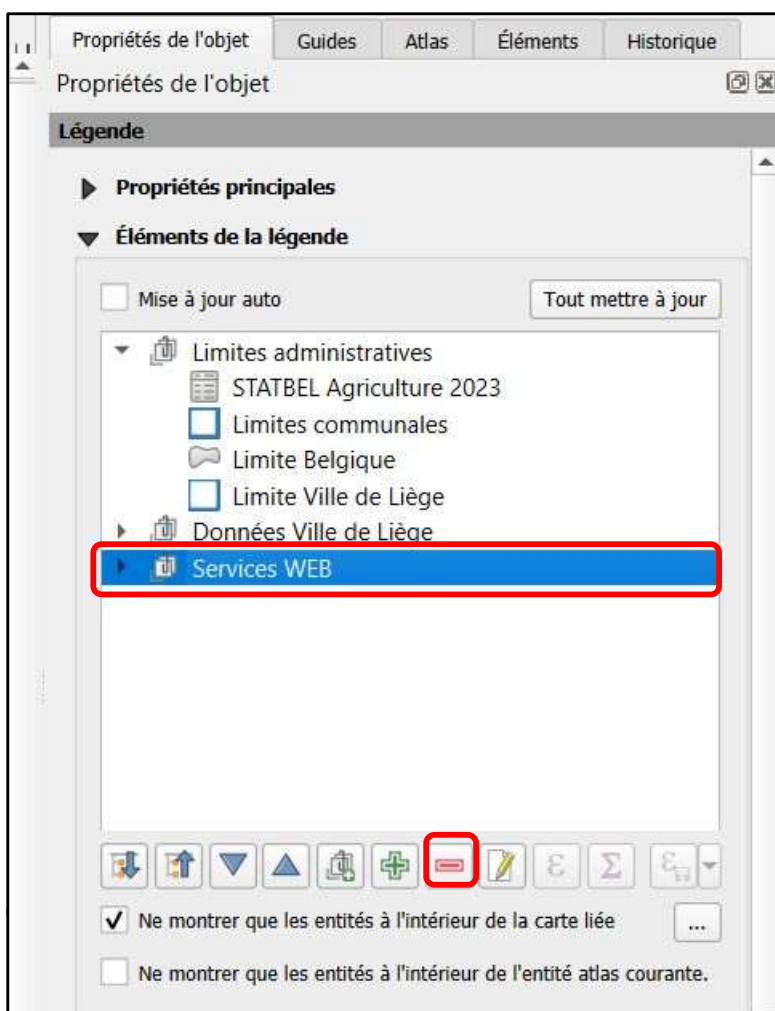 Propriétés de l'objet Guides Atlas Éléments Historique
Propriétés de l'objet
Légende
Propriétés principales
Éléments de la légende
Mise à jour auto Tout mettre à jour
Limites administratives
STATBEL Agriculture 2023
Limites communales
Limite Belgique
Limite Ville de Liège
Données Ville de Liège
Services WEB
ε Σ ε
Ne montrer que les entités à l'intérieur de la carte liée ...
Ne montrer que les entités à l'intérieur de l'entité atlas courante.